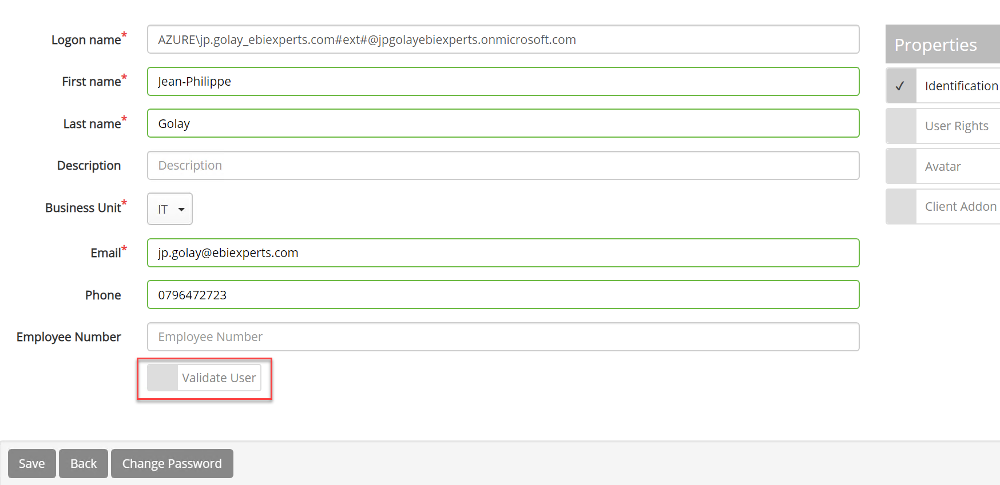 Logon name*
AZURE\jp.golay_ebiexperts.com#ext#@jpgolayebiexperts.onmicrosoft.com
First name*
Jean-Philippe
Last name*
Golay
Description
Description
Business Unit*
IT
Email*
jp.golay@ebiexperts.com
Phone
0796472723
Employee Number
Employee Number
Validate User
Properties
Identification
User Rights
Avatar
Client Addon
Save
Back
Change Password